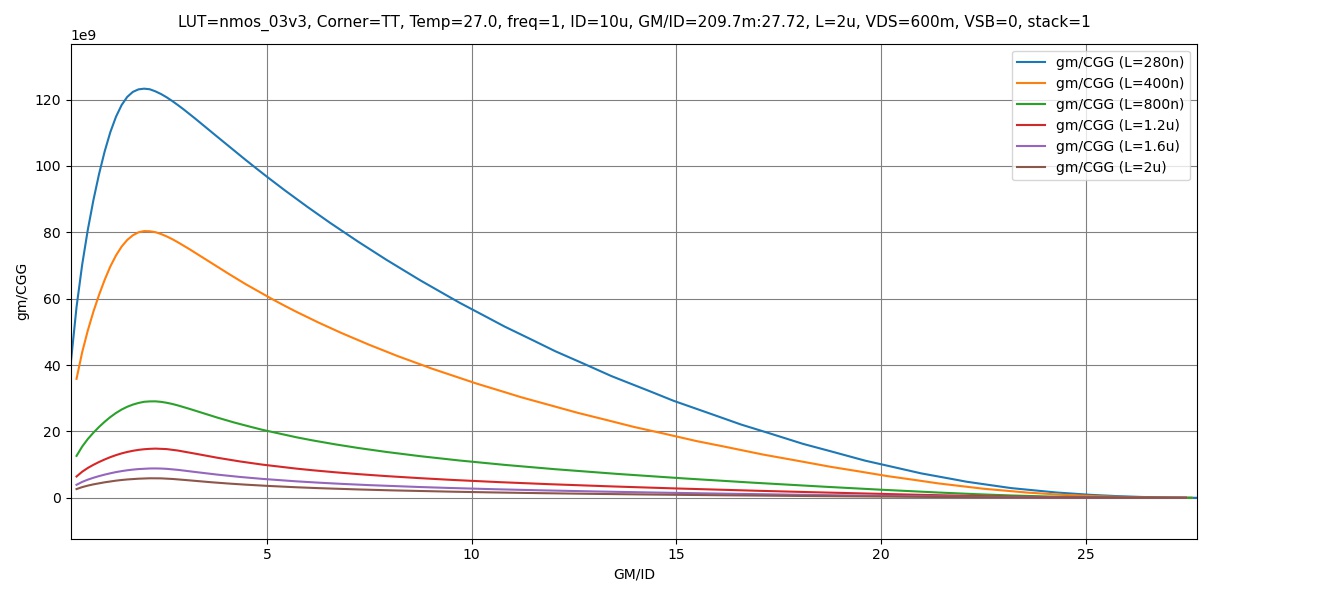 LUT=nmos_03v3, Corner=TT, Temp=27.0, freq=1, ID=10u, GM/ID=209.7m:27.72, L=2u, VDS=600m, VSB=0, stack=1
1e9
gm/CGG (L=280n)
gm/CGG (L=400n)
gm/CGG (L=800n)
gm/CGG (L=1.2u)
gm/CGG (L=1.6u)
gm/CGG (L=2u)
120
100
80
60
40
20
0
gm/CGG
5 10 15 20 25
GM/ID